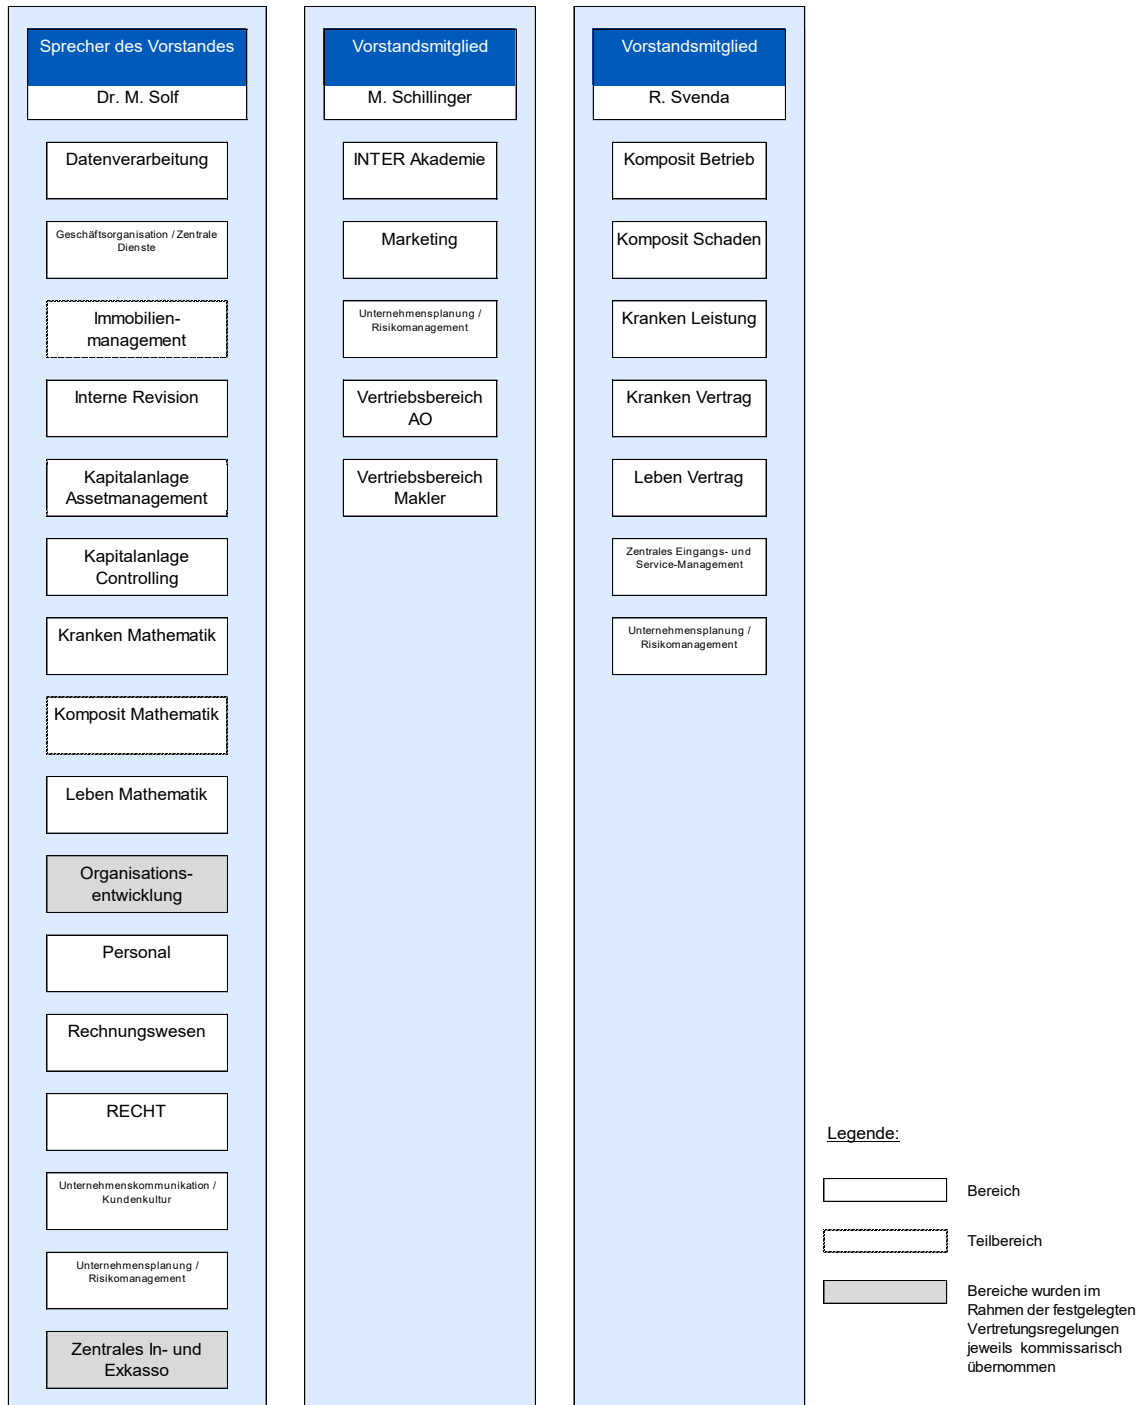 Sprecher des Vorstandes
Dr. M. Solf
Datenverarbeitung
Geschäftsorganisation / Zentrale
Dienste
Immobilien-
management
Interne Revision
Kapitalanlage
Assetmanagement
Kapitalanlage
Controlling
Kranken Mathematik
Komposit Mathematik
Leben Mathematik
Organisations-
entwicklung
Personal
Rechnungswesen
RECHT
Unternehmenskommunikation /
Kundenkultur
Unternehmensplanung /
Risikomanagement
Zentrales In- und
Exkasso
Vorstandsmitglied
M. Schillinger
INTER Akademie
Marketing
Unternehmensplanung /
Risikomanagement
Vertriebsbereich
AO
Vertriebsbereich
Makler
Vorstandsmitglied
R. Svenda
Komposit Betrieb
Komposit Schaden
Kranken Leistung
Kranken Vertrag
Leben Vertrag
Zentrales Eingangs- und
Service-Management
Unternehmensplanung /
Risikomanagement
Legende:
Bereich
Teilbereich
Bereiche wurden im
Rahmen der festgelegten
Vertretungsregelungen
jeweils kommissarisch
übernommen